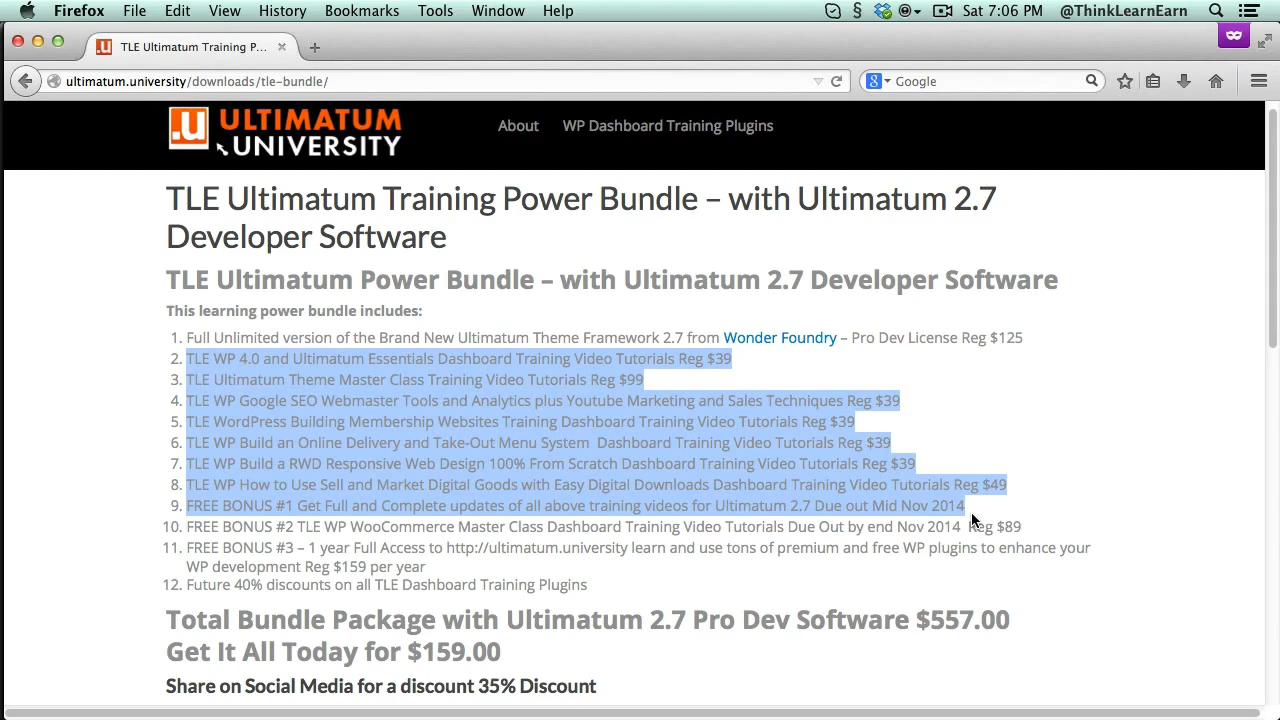 Firefox File Edit View History Bookmarks Tools Window Help Sat 7:06 PM @ThinkLearnEarn
TLE Ultimatum Training P...
ultimatum.university/downloads/tle-bundle/
Google
.u ULTIMATUM
UNIVERSITY
About WP Dashboard Training Plugins
TLE Ultimatum Training Power Bundle – with Ultimatum 2.7
Developer Software
TLE Ultimatum Power Bundle – with Ultimatum 2.7 Developer Software
This learning power bundle includes:
1. Full Unlimited version of the Brand New Ultimatum Theme Framework 2.7 from Wonder Foundry – Pro Dev License Reg $125
2. TLE WP 4.0 and Ultimatum Essentials Dashboard Training Video Tutorials Reg $39
3. TLE Ultimatum Theme Master Class Training Video Tutorials Reg $99
4. TLE WP Google SEO Webmaster Tools and Analytics plus Youtube Marketing and Sales Techniques Reg $39
5. TLE WordPress Building Membership Websites Training Dashboard Training Video Tutorials Reg $39
6. TLE WP Build an Online Delivery and Take-Out Menu System Dashboard Training Video Tutorials Reg $39
7. TLE WP Build a RWD Responsive Web Design 100% From Scratch Dashboard Training Video Tutorials Reg $39
8. TLE WP How to Use Sell and Market Digital Goods with Easy Digital Downloads Dashboard Training Video Tutorials Reg $49
9. FREE BONUS #1 Get Full and Complete updates of all above training videos for Ultimatum 2.7 Due out Mid Nov 2014
10. FREE BONUS #2 TLE WP WooCommerce Master Class Dashboard Training Video Tutorials Due Out by end Nov 2014 Reg $89
11. FREE BONUS #3 – 1 year Full Access to http://ultimatum.university learn and use tons of premium and free WP plugins to enhance your
WP development Reg $159 per year
12. Future 40% discounts on all TLE Dashboard Training Plugins
Total Bundle Package with Ultimatum 2.7 Pro Dev Software $557.00
Get It All Today for $159.00
Share on Social Media for a discount 35% Discount